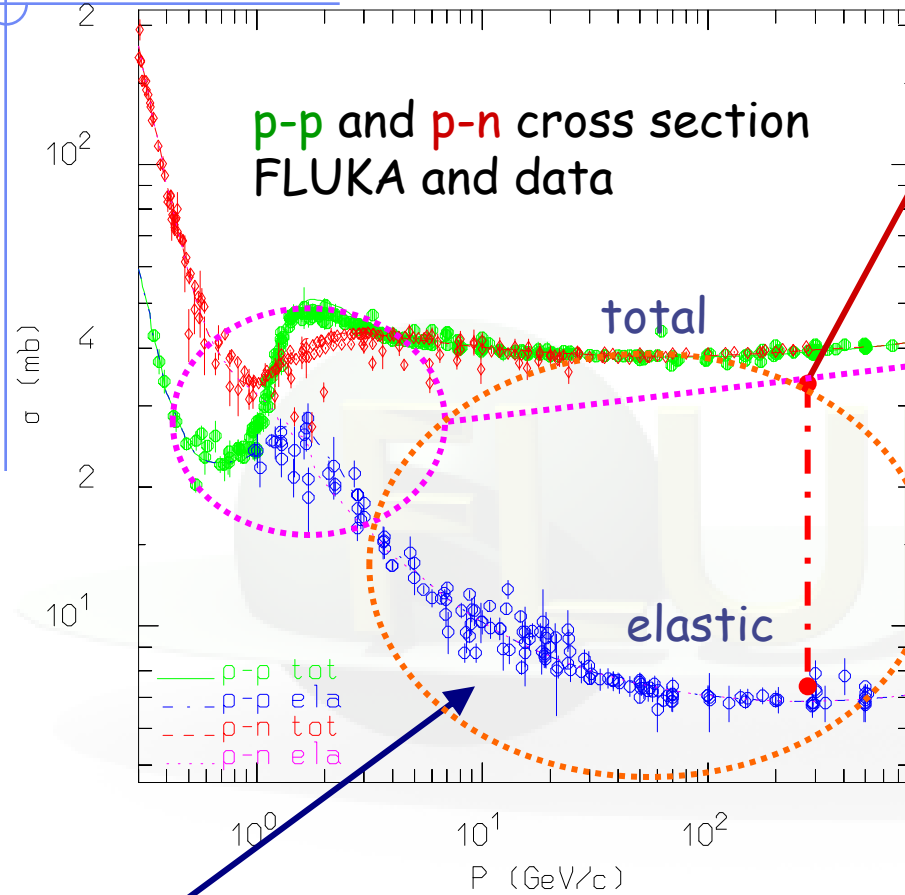 p-p and p-n cross section
FLUKA and data
total
elastic
p-p tot
p-p ela
p-n tot
p-n ela
2
10²
4
2
10¹
σ (mb)
10⁰ 10¹ 10²
P (GeV/c)
FLU